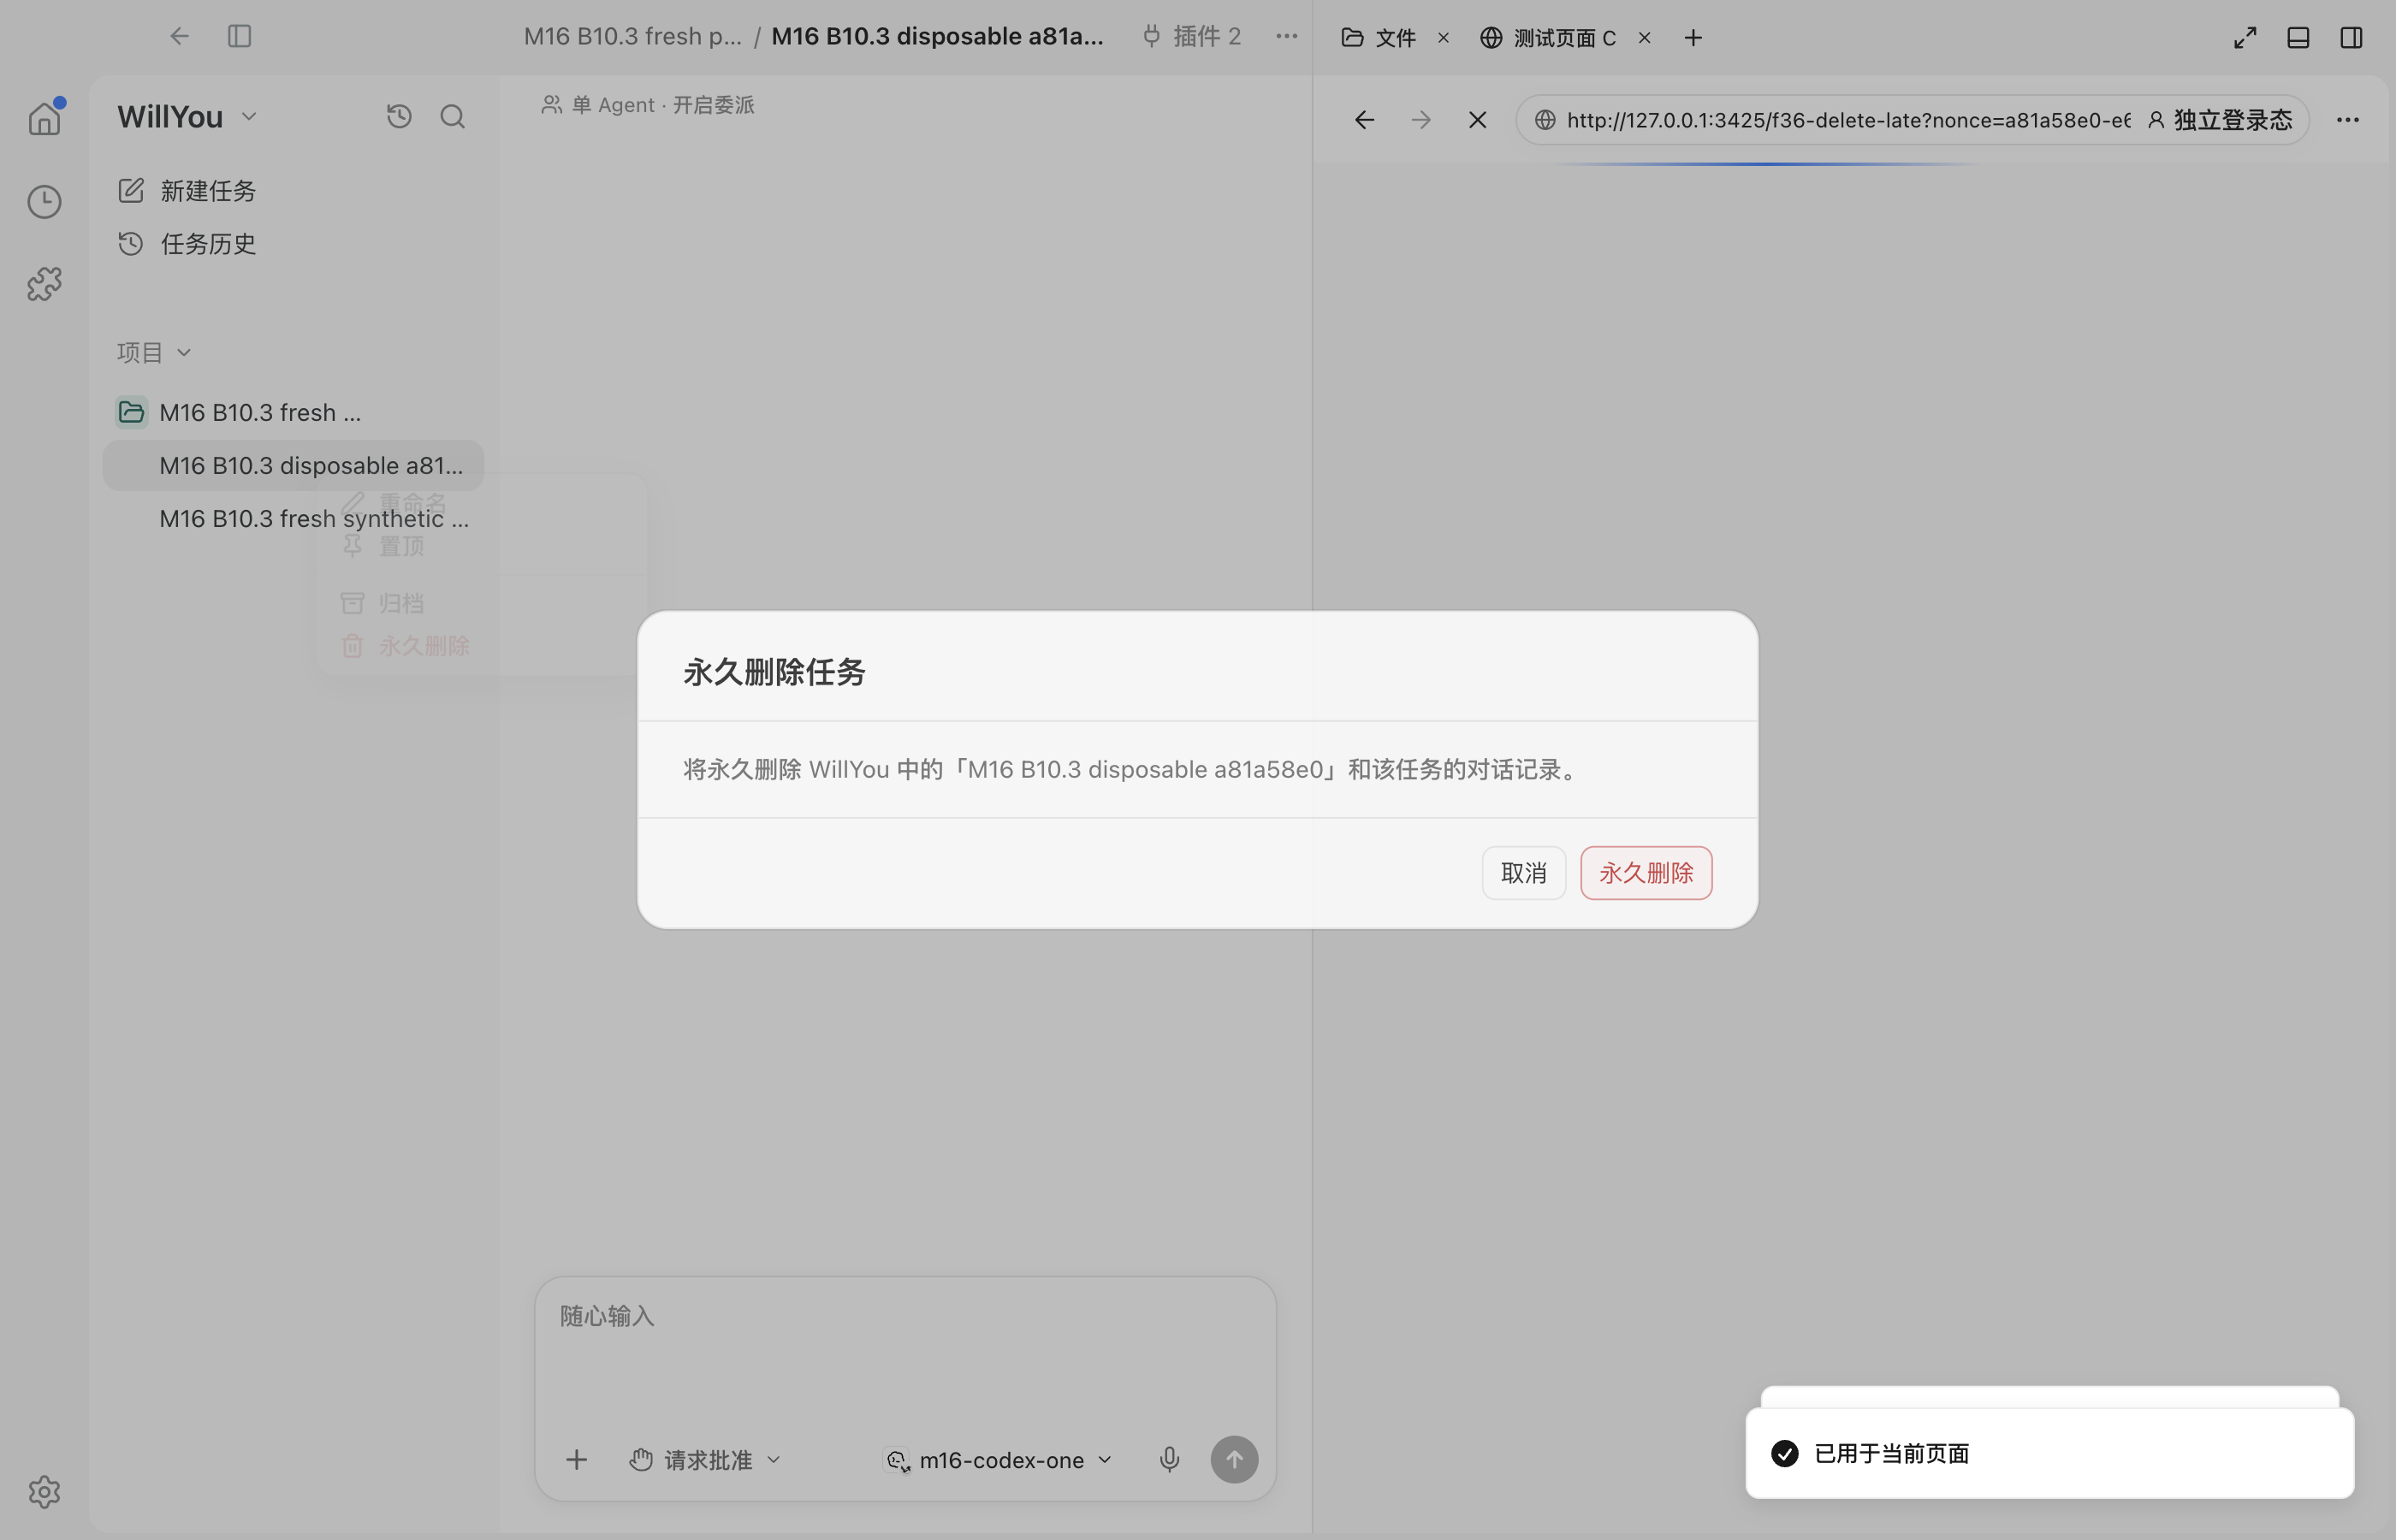 M16 B10.3 fresh p... / M16 B10.3 disposable a81a...
插件 2
文件
测试页面 C
WillYou
单 Agent · 开启委派
http://127.0.0.1:3425/f36-delete-late?nonce=a81a58e0-e6
独立登录态
新建任务
任务历史
项目
M16 B10.3 fresh ...
M16 B10.3 disposable a81...
M16 B10.3 fresh synthetic ...
重命名
置顶
归档
永久删除
永久删除任务
将永久删除 WillYou 中的「M16 B10.3 disposable a81a58e0」和该任务的对话记录。
取消
永久删除
随心输入
请求批准
m16-codex-one
已用于当前页面